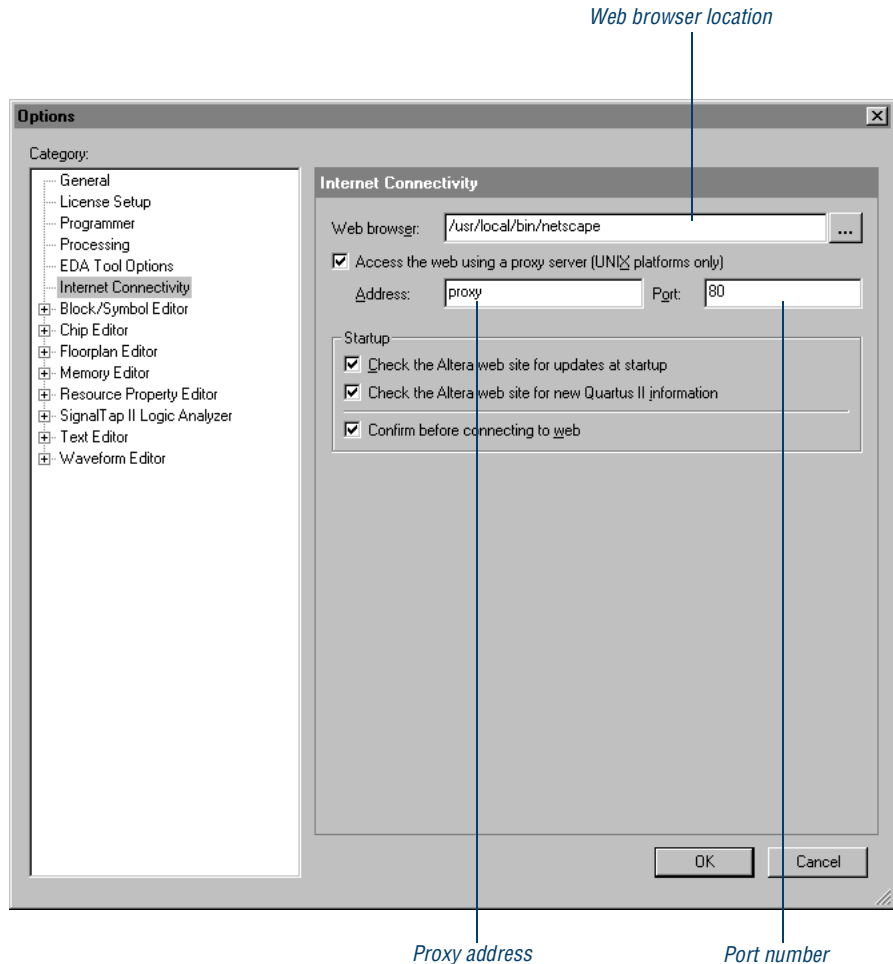 Web browser location
Options
Category:
General
License Setup
Programmer
Processing
EDA Tool Options
Internet Connectivity
Block/Symbol Editor
Chip Editor
Floorplan Editor
Memory Editor
Resource Property Editor
SignalTap II Logic Analyzer
Text Editor
Waveform Editor
Internet Connectivity
Web browser: /usr/local/bin/netscape ...
Access the web using a proxy server (UNIX platforms only)
Address: proxy Port: 80
Startup
Check the Altera web site for updates at startup
Check the Altera web site for new Quartus II information
Confirm before connecting to web
OK Cancel
Proxy address Port number